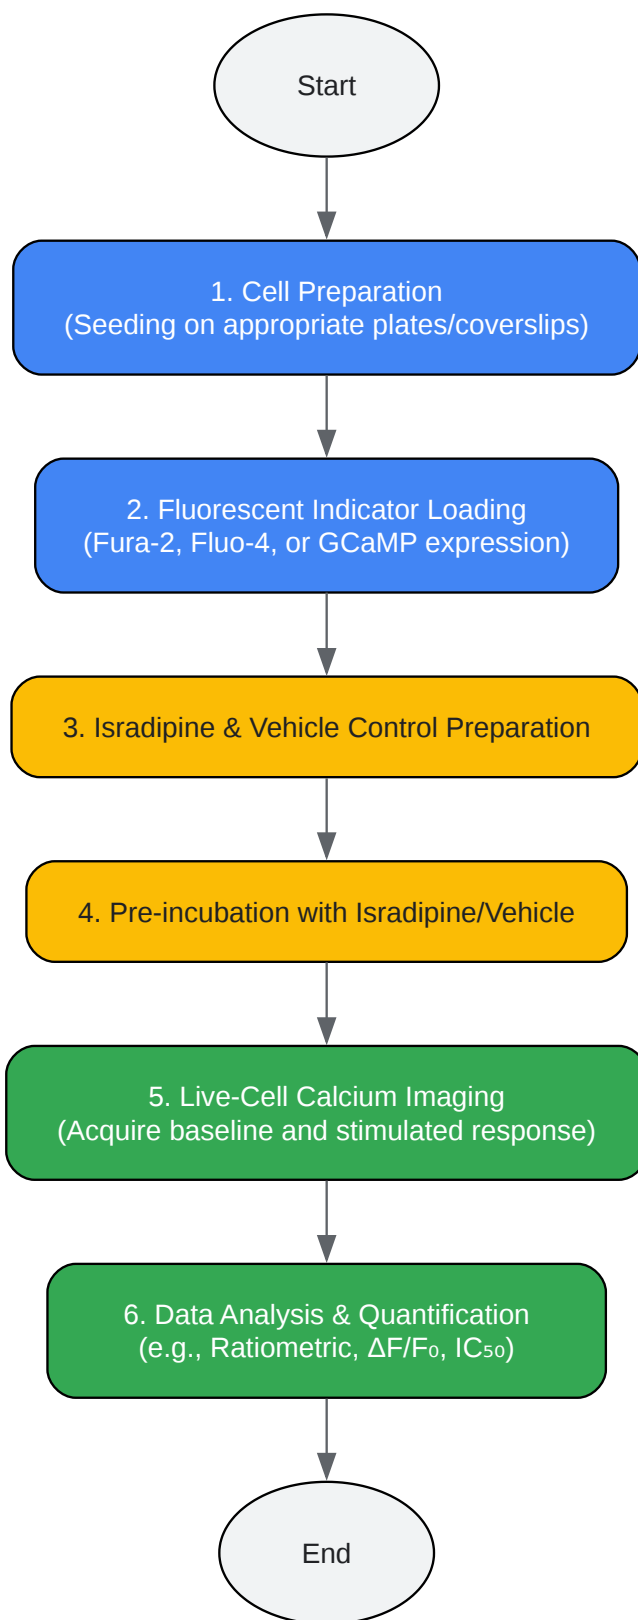 Start
1. Cell Preparation
(Seeding on appropriate plates/coverslips)
2. Fluorescent Indicator Loading
(Fura-2, Fluo-4, or GCaMP expression)
3. Isradipine & Vehicle Control Preparation
4. Pre-incubation with Isradipine/Vehicle
5. Live-Cell Calcium Imaging
(Acquire baseline and stimulated response)
6. Data Analysis & Quantification
(e.g., Ratiometric, ΔF/F₀, IC₅₀)
End